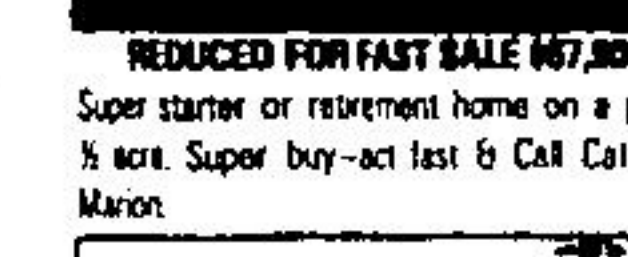 REDUCED FOR FAST SALE
Super starter or retirement home on a
½ acre. Super buy-act fast & Call
Marion.